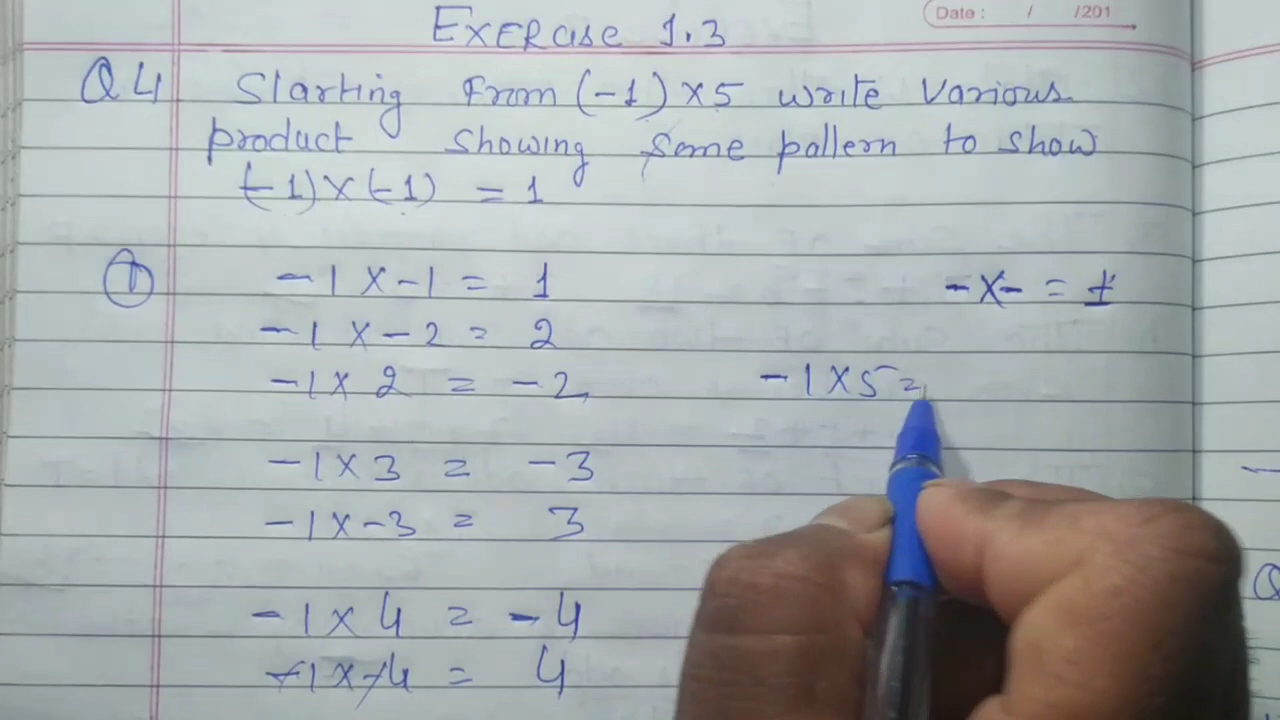 Date : / /201
Exercise 1.3
Q4 Starting From (-1)×5 write various
product showing some pattern to show
(-1)×(-1) = 1
① -1×-1 = 1
-×- = +
-1×-2 = 2
-1×2 = -2
-1×5=
-1×3 = -3
-1×-3 = 3
-1×4 = -4
-1×-4 = 4
Q